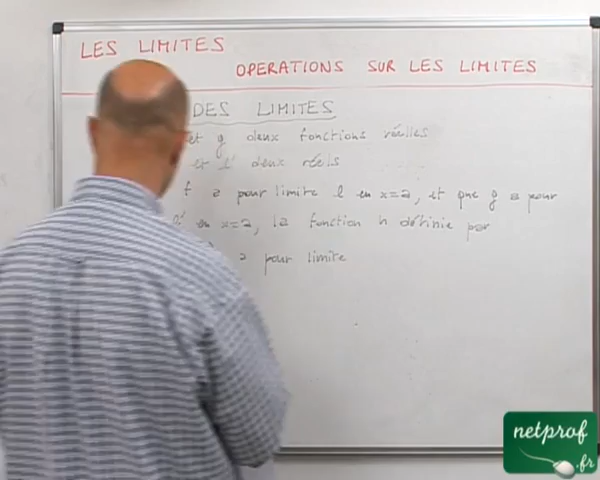 LES LIMITES
OPERATIONS SUR LES LIMITES
DES LIMITES
et g deux fonctions réelles
et l' deux réels
f a pour limite l en x=a, et que g a pour
l' en x=a, la fonction h définie par
a pour limite
netprof
.fr